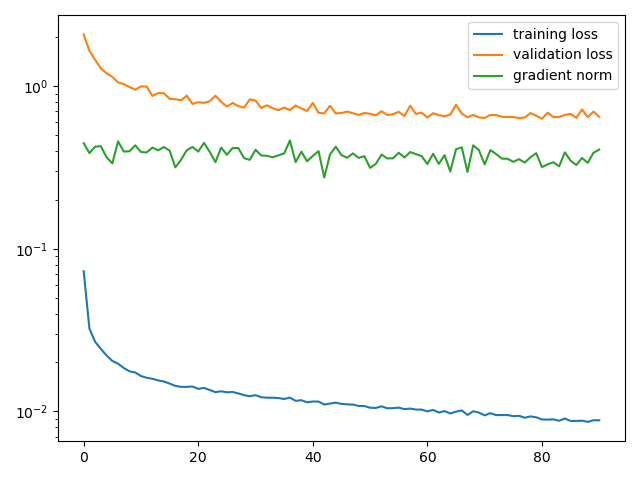 training loss
validation loss
gradient norm
10⁰
10⁻¹
10⁻²
0 20 40 60 80